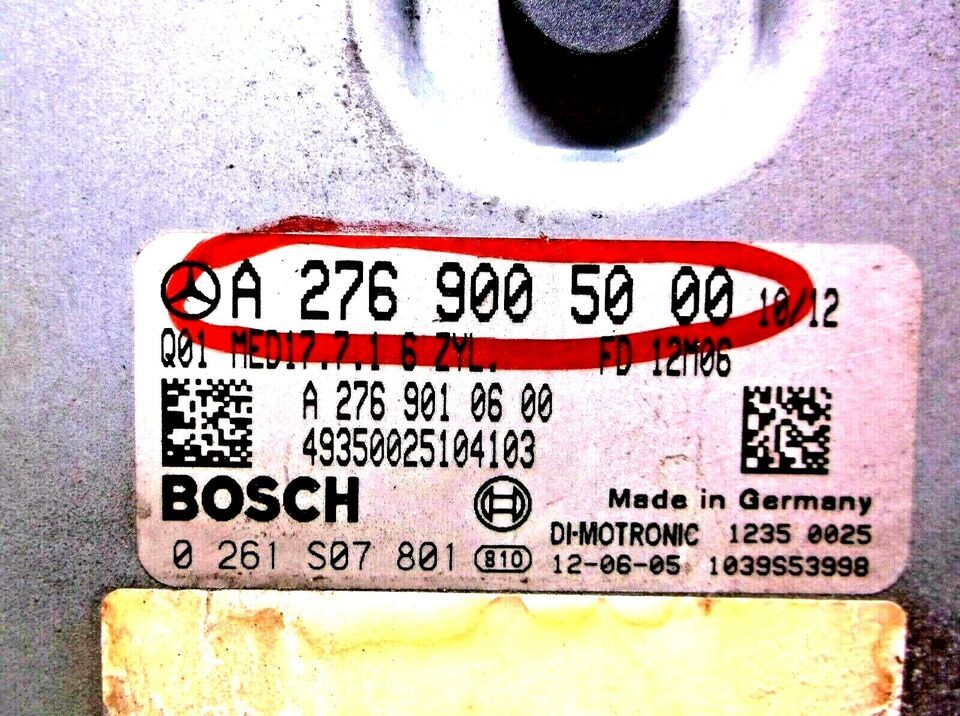 A 276 900 50 00 10/12
Q01 MED17.7.1 6 ZYL. FD 12M06
A 276 901 06 00
49350025104103
BOSCH
Made in Germany
DI-MOTRONIC 1235 0025
0 261 S07 801 810 12-06-05 1039S53998